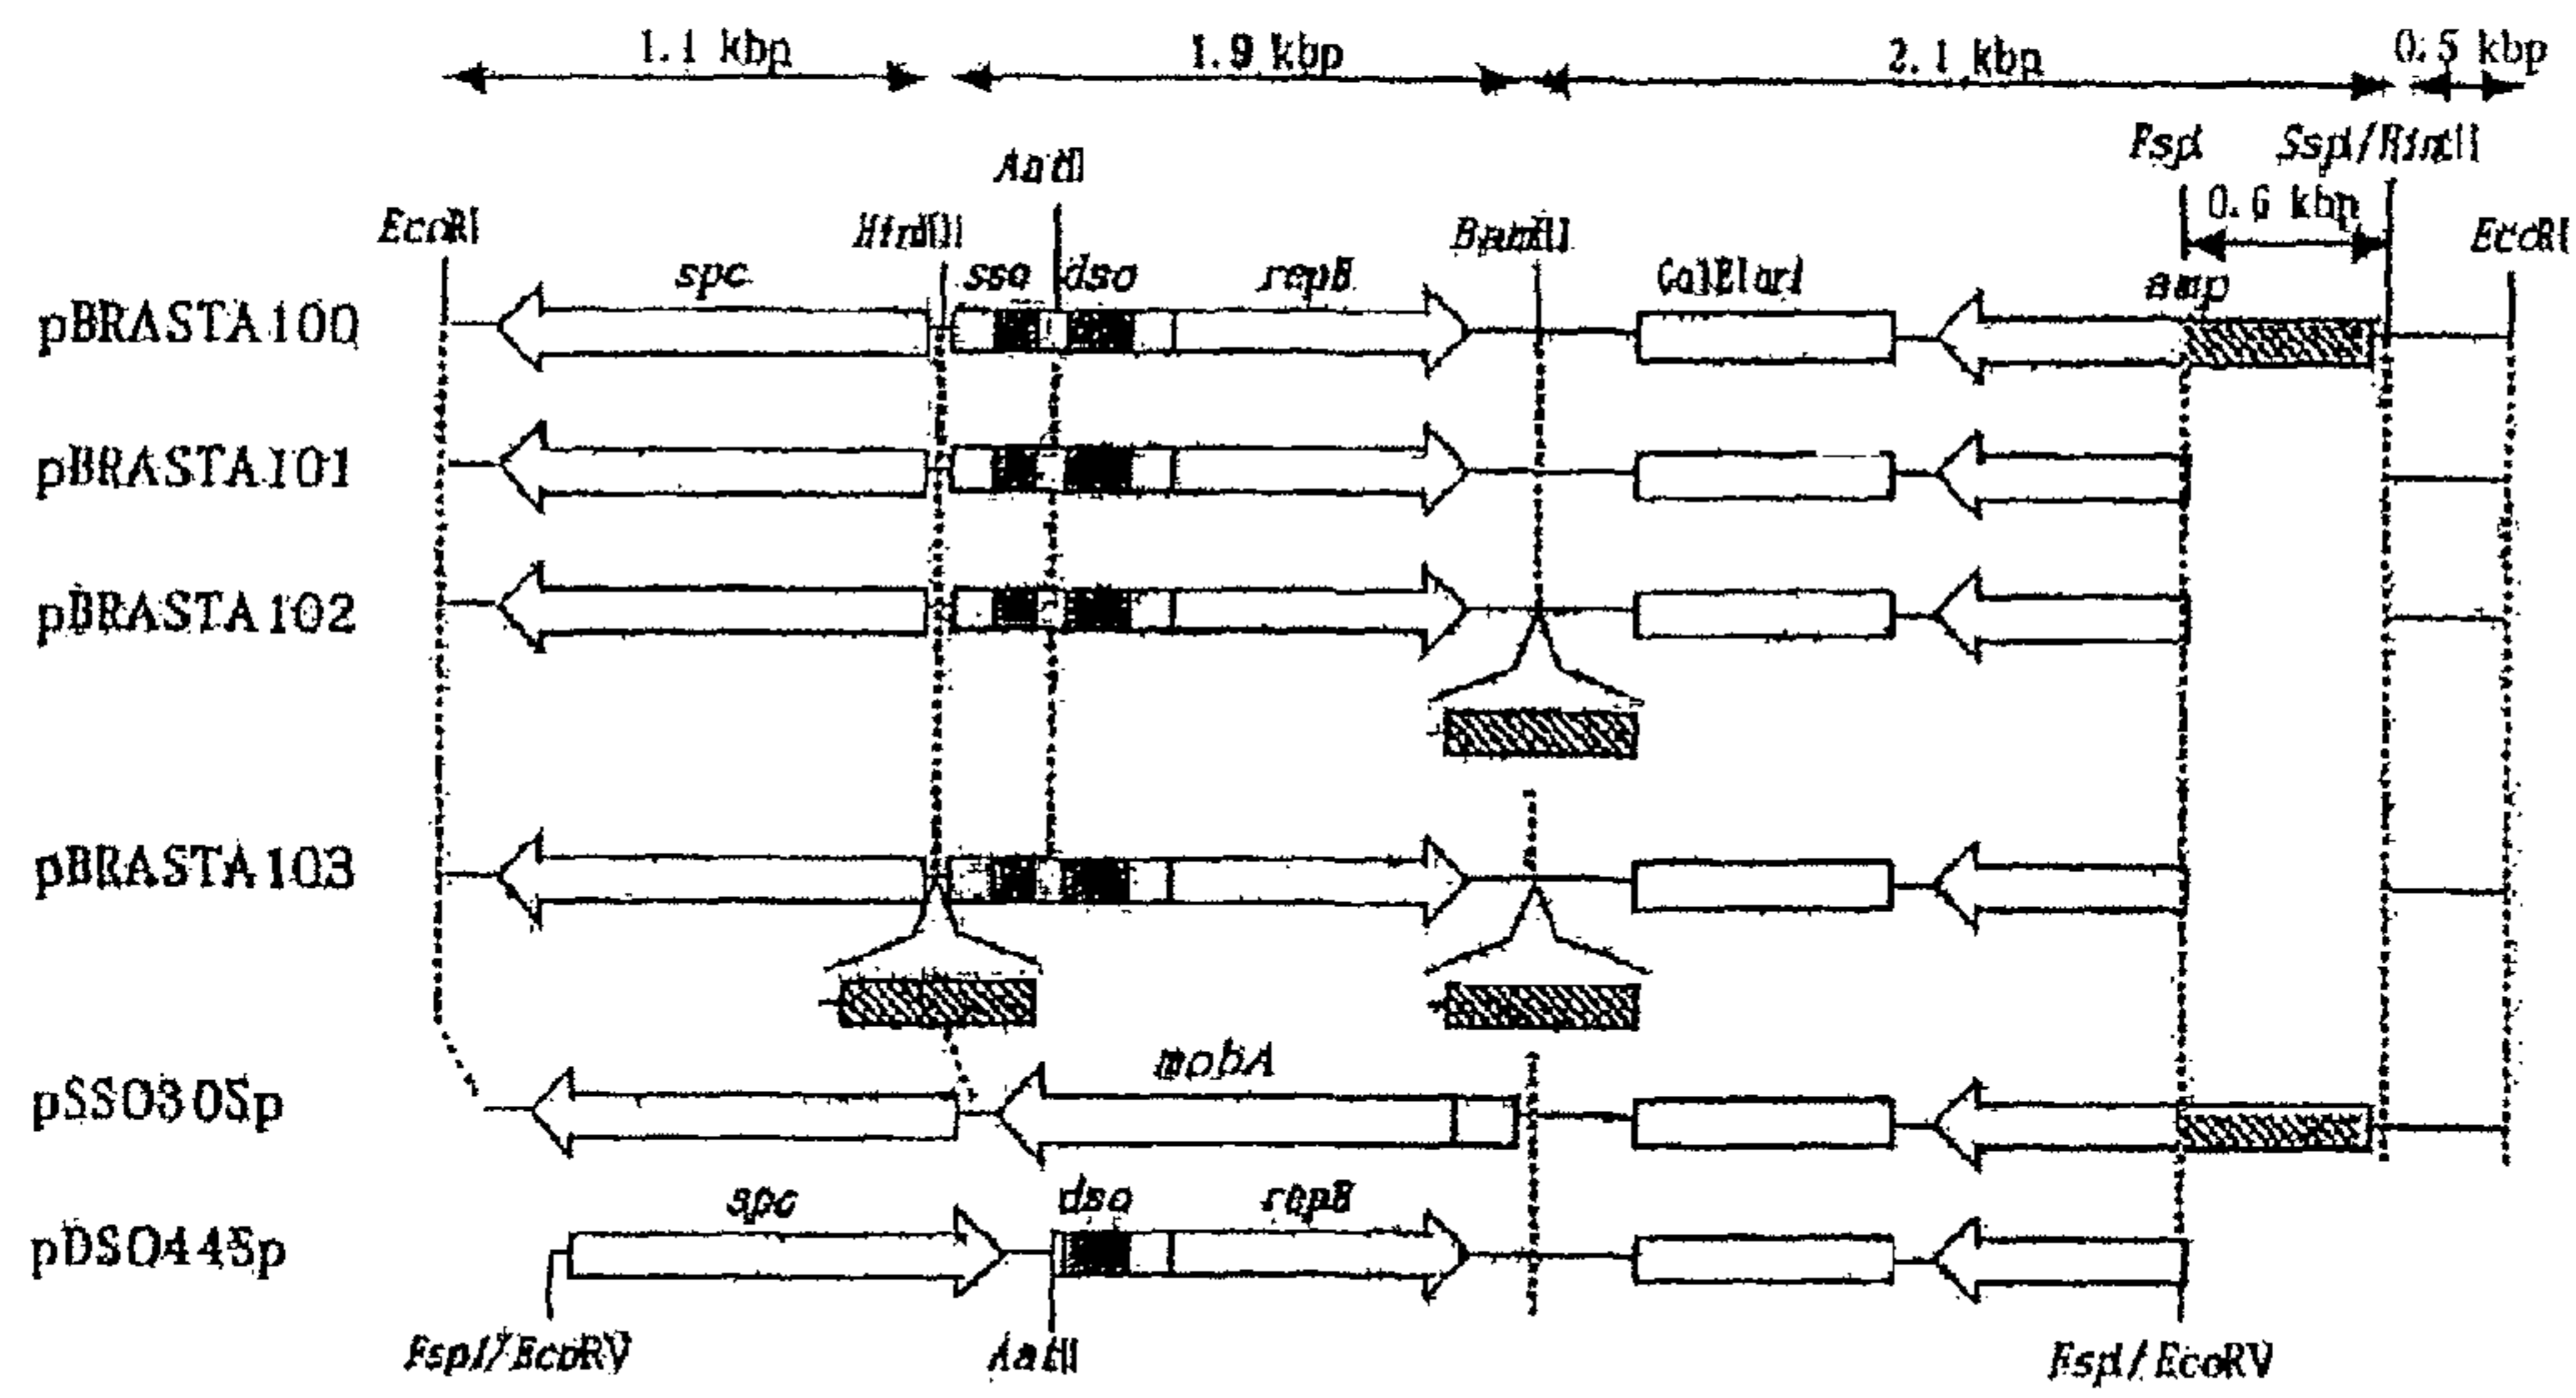 1.1 kbp 1.9 kbp 2.1 kbp 0.5 kbp
FspI SspI/HincII
AatII
0.6 kbp
EcoRI HindIII BamHI EcoRI
spc sso dso repB ColE1ori amp
pBRASTA100
pBRASTA101
pBRASTA102
pBRASTA103
mobA
pSSO30Sp
spc dso repB
pDSO44Sp
FspI/EcoRV AatII FspI/EcoRV